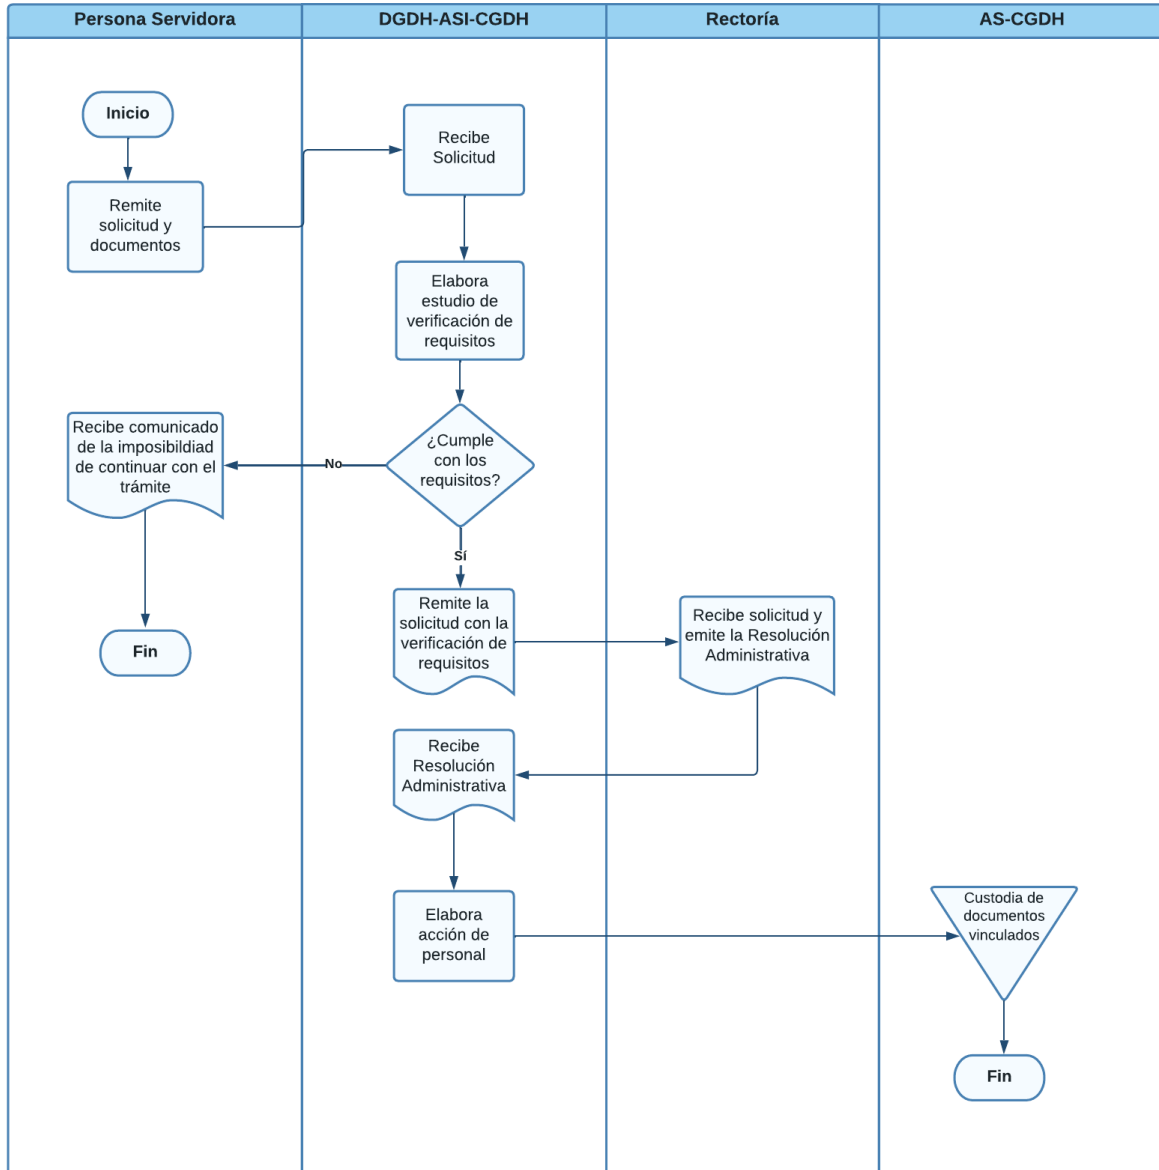 Persona Servidora
DGDH-ASI-CGDH
Rectoría
AS-CGDH
Inicio
Remite
solicitud y
documentos
Recibe
Solicitud
Elabora
estudio de
verificación de
requisitos
¿Cumple
con los
requisitos?
No
Recibe comunicado
de la imposibildiad
de continuar con el
trámite
Fin
Sí
Remite la
solicitud con la
verificación de
requisitos
Recibe solicitud y
emite la Resolución
Administrativa
Recibe
Resolución
Administrativa
Elabora
acción de
personal
Custodia de
documentos
vinculados
Fin